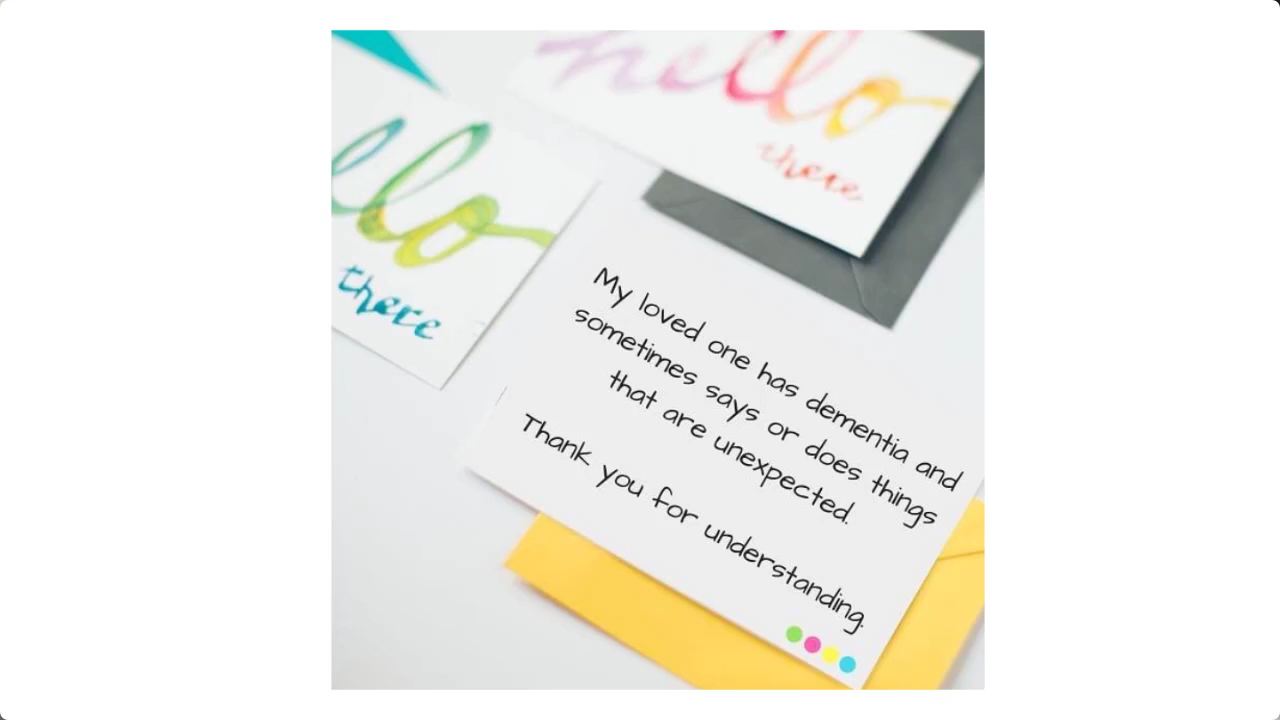 hello
there
llo
there
My loved one has dementia and
sometimes says or does things
that are unexpected.
Thank you for understanding.